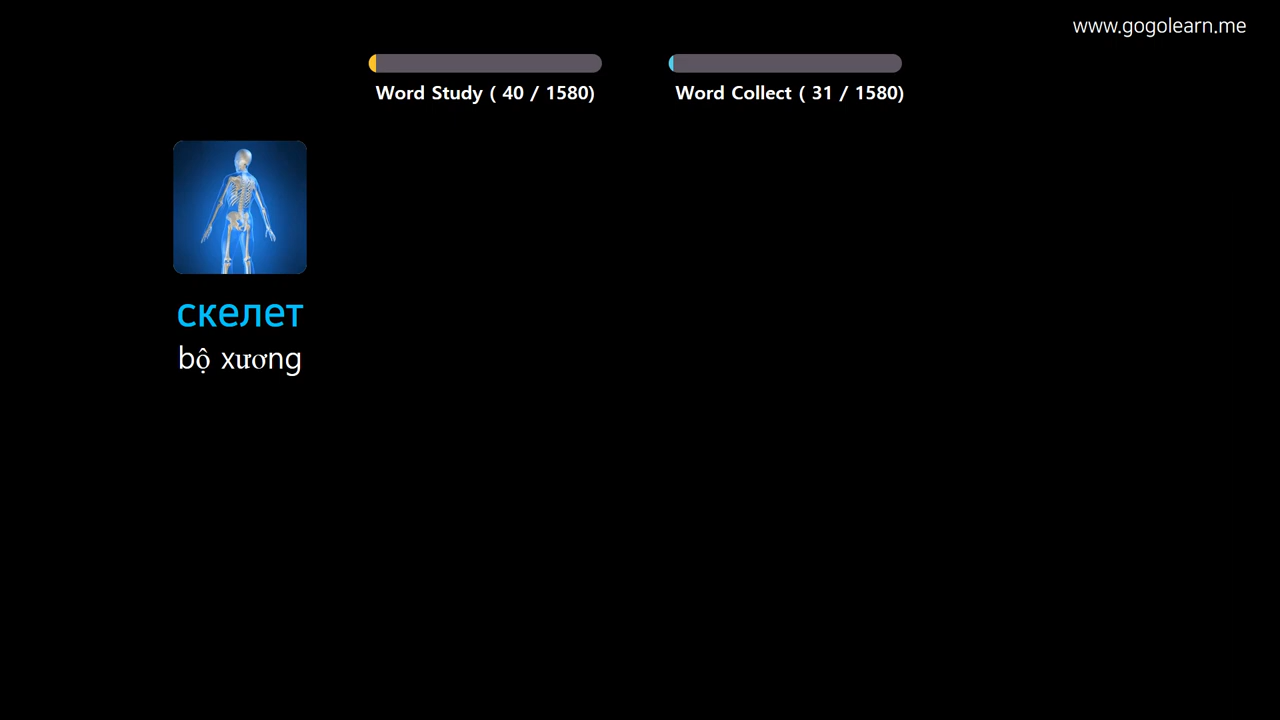 www.gogolearn.me
Word Study ( 40 / 1580)
Word Collect ( 31 / 1580)
скелет
bộ xương